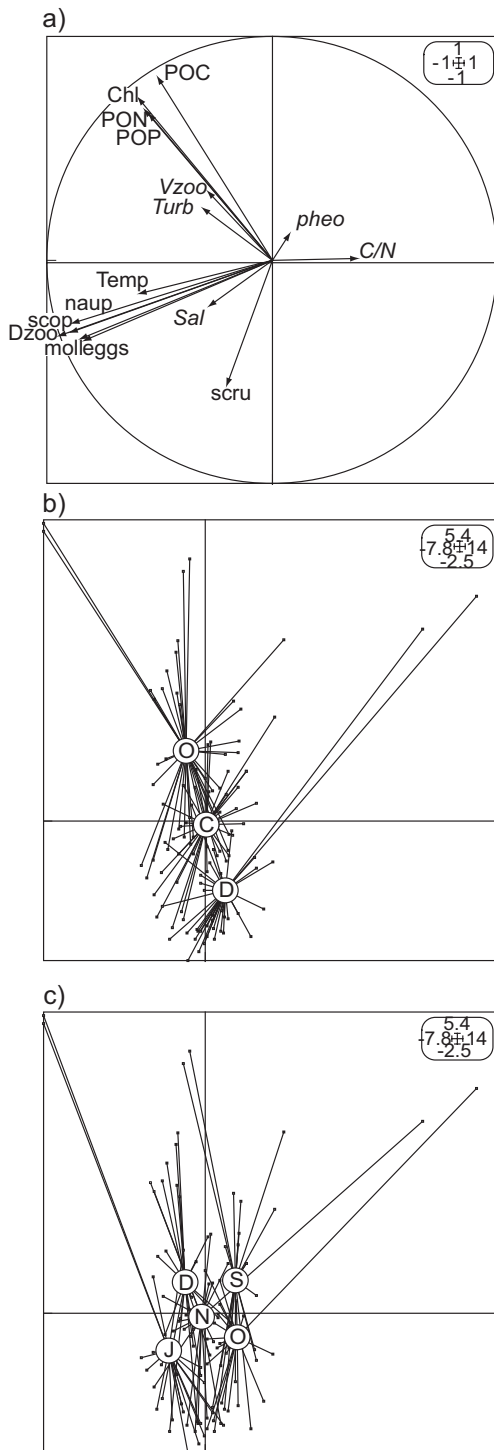 a)
1
-1 1
-1
POC
Chl
PON
POP
Vzoo
Turb
pheo
C/N
Temp
naup
scop
Sal
Dzoo
molleggs
scru
b)
5.4
-7.8 14
-2.5
O
C
D
c)
5.4
-7.8 14
-2.5
D
S
N
O
J